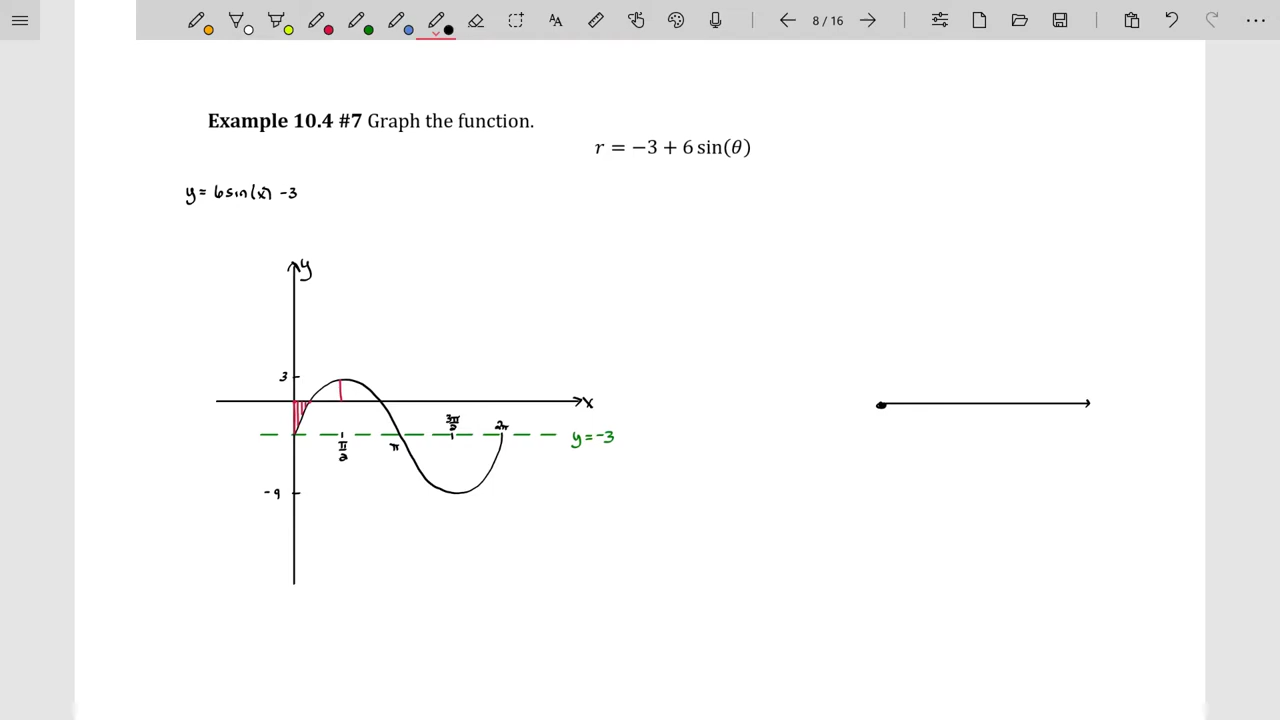 8 / 16
Example 10.4 #7 Graph the function.
r = −3 + 6 sin(θ)
y = 6sin(x) -3
y
3
x
3π/2
2π
y = -3
π/2
π
-9